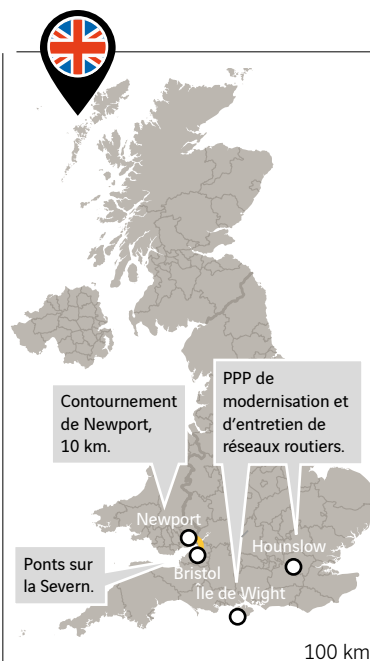 PPP de
modernisation et
d'entretien de
réseaux routiers.
Contournement
de Newport,
10 km.
Newport
Hounslow
Ponts sur
la Severn.
Bristol
Île de Wight
100 km